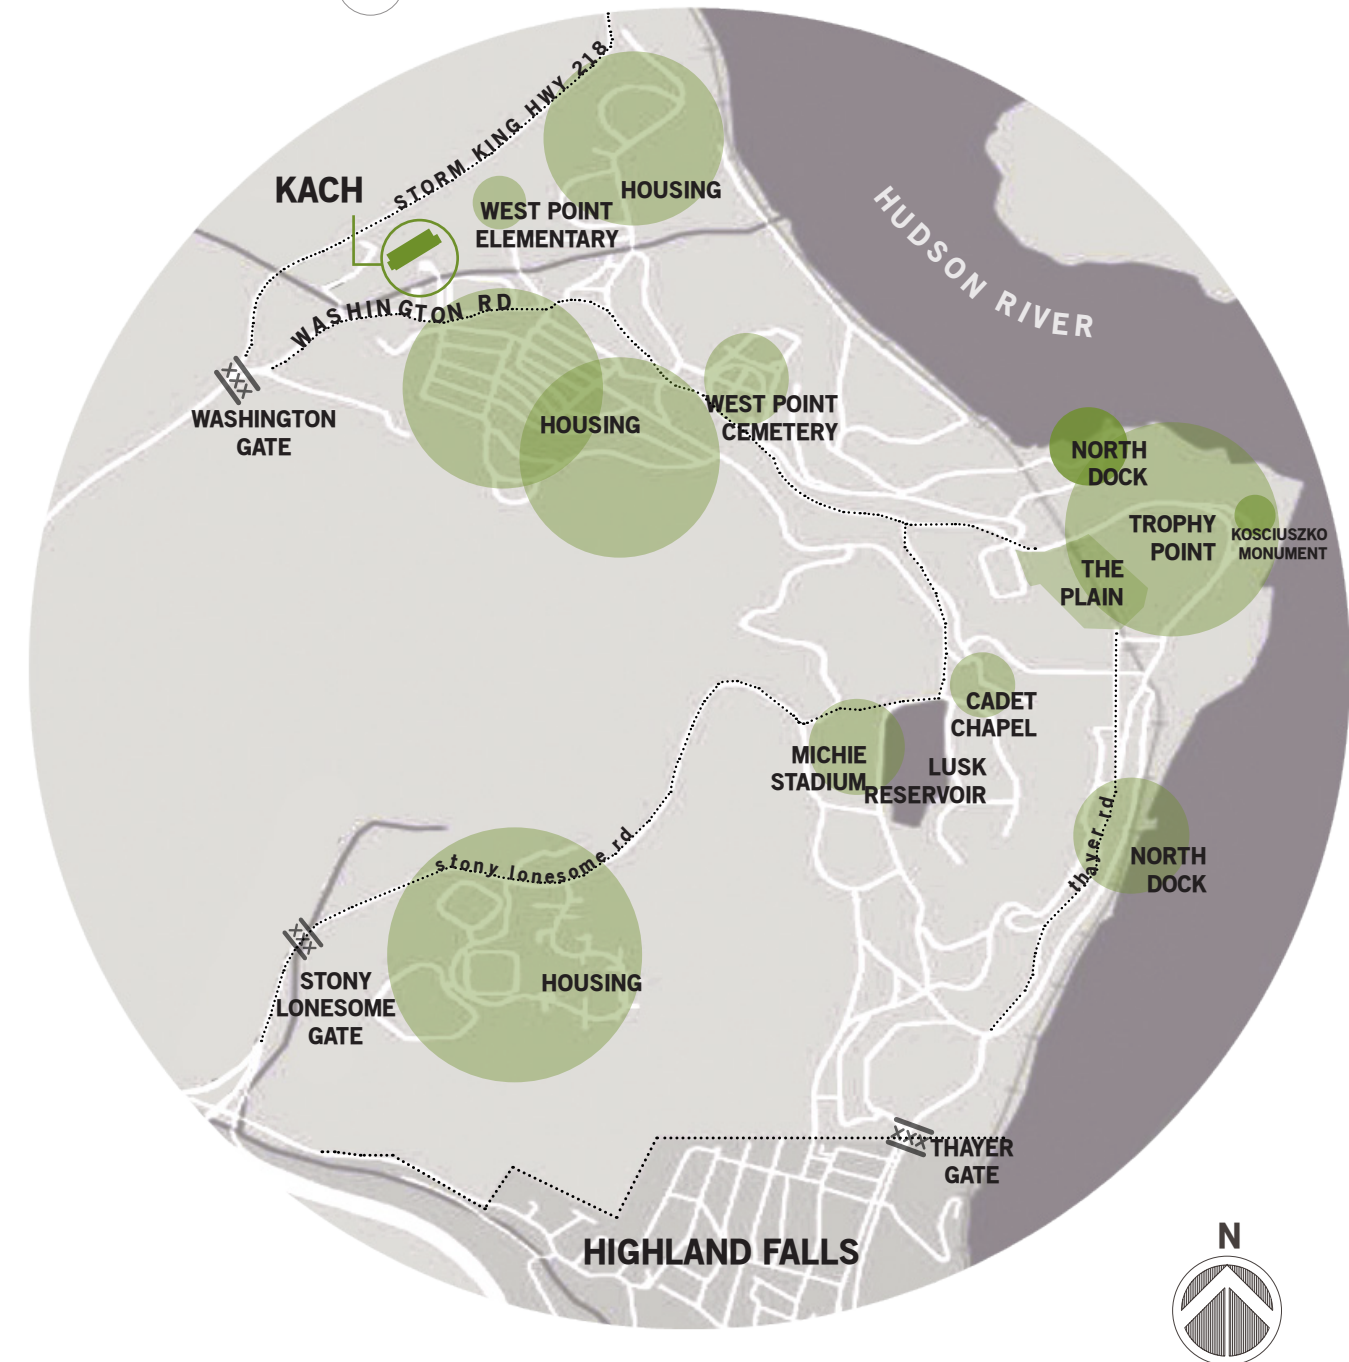 STORM KING HWY 218
HOUSING
KACH
WEST POINT
ELEMENTARY
HUDSON RIVER
WASHINGTON RD
WASHINGTON
GATE
HOUSING
WEST POINT
CEMETERY
NORTH
DOCK
TROPHY
POINT
KOSCIUSZKO
MONUMENT
THE
PLAIN
CADET
CHAPEL
MICHIE
STADIUM
LUSK
RESERVOIR
stony lonesome rd
thayer rd
NORTH
DOCK
STONY
LONESOME
GATE
HOUSING
THAYER
GATE
HIGHLAND FALLS
N